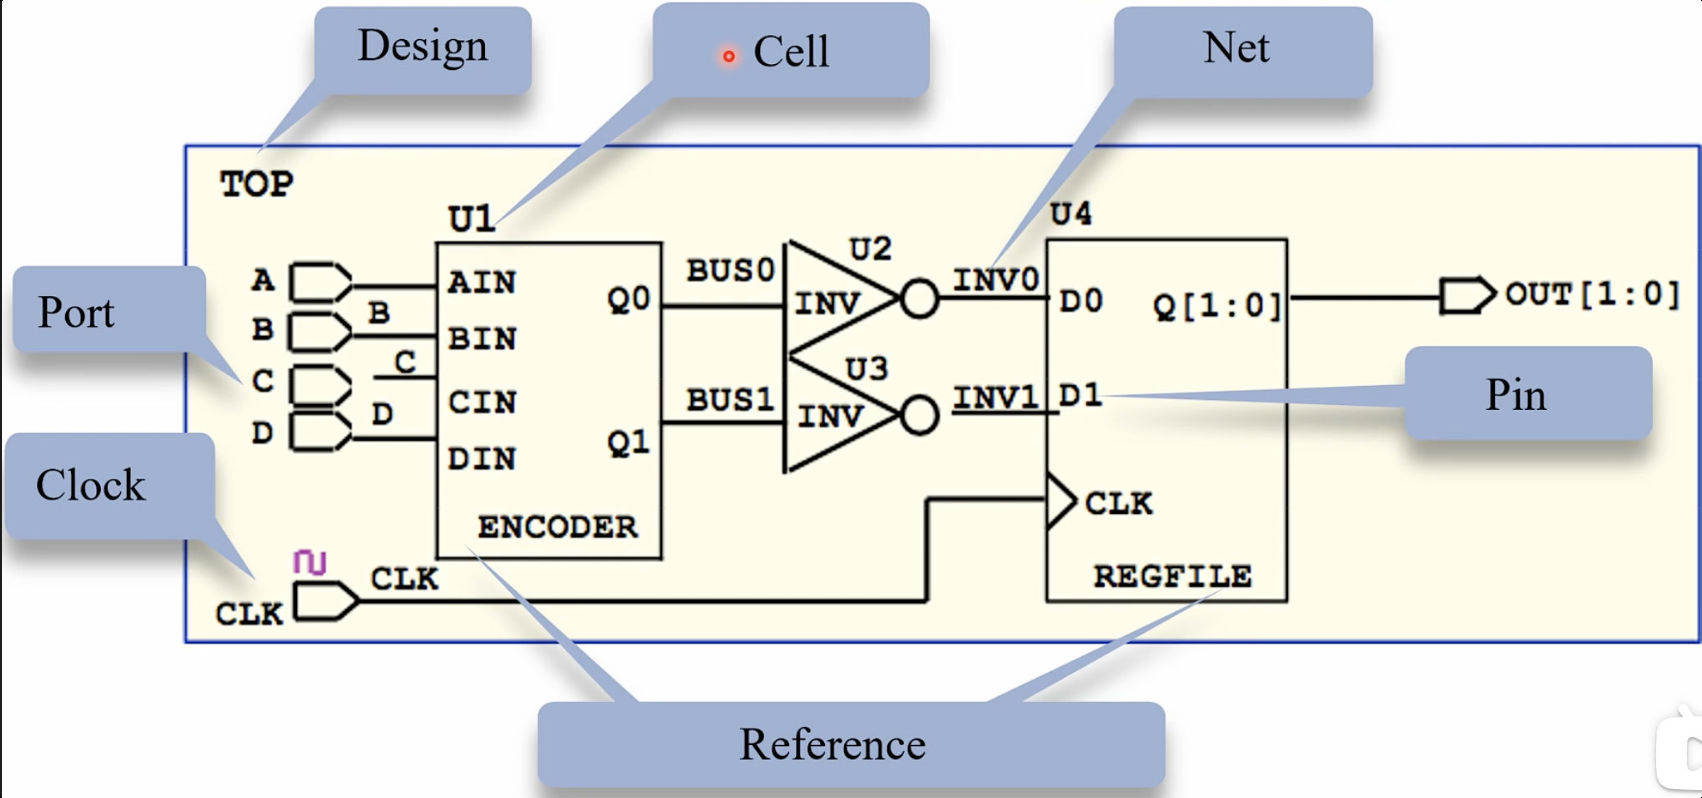 Design
Cell
Net
TOP
U1
U4
U2
A
AIN
Q0
BUS0
INV
INV0
D0
Q[1:0]
OUT[1:0]
Port
B
B
BIN
C
C
CIN
U3
D
D
DIN
Q1
BUS1
INV
INV1
D1
Pin
Clock
CLK
ENCODER
CLK
CLK
REGFILE
Reference